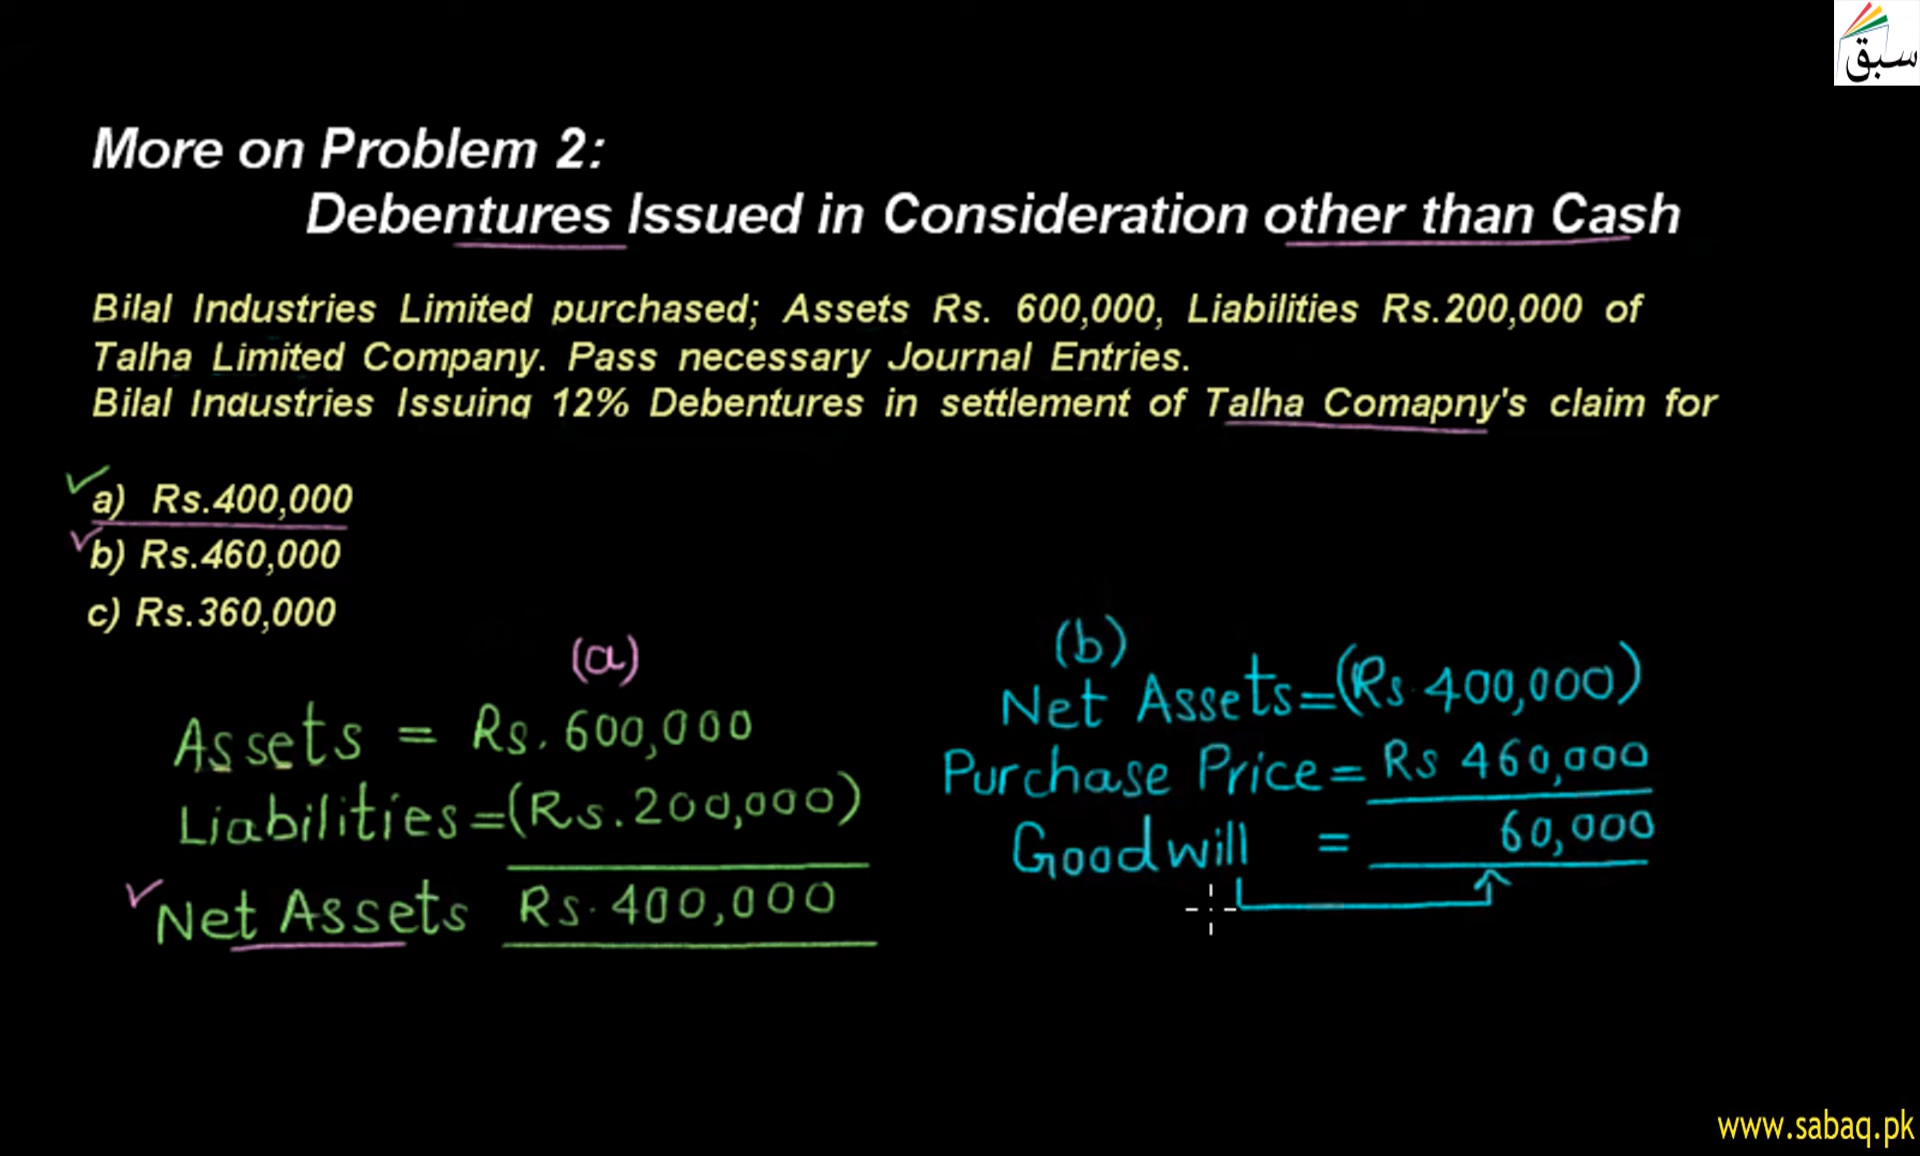 سبق
More on Problem 2:
Debentures Issued in Consideration other than Cash
Bilal Industries Limited purchased; Assets Rs. 600,000, Liabilities Rs.200,000 of
Talha Limited Company. Pass necessary Journal Entries.
Bilal Industries Issuing 12% Debentures in settlement of Talha Comapny's claim for
a) Rs.400,000
b) Rs.460,000
c) Rs.360,000
(a)
Assets = Rs. 600,000
Liabilities = (Rs. 200,000)
Net Assets Rs. 400,000
(b)
Net Assets = (Rs. 400,000)
Purchase Price = Rs 460,000
Goodwill = 60,000
www.sabaq.pk